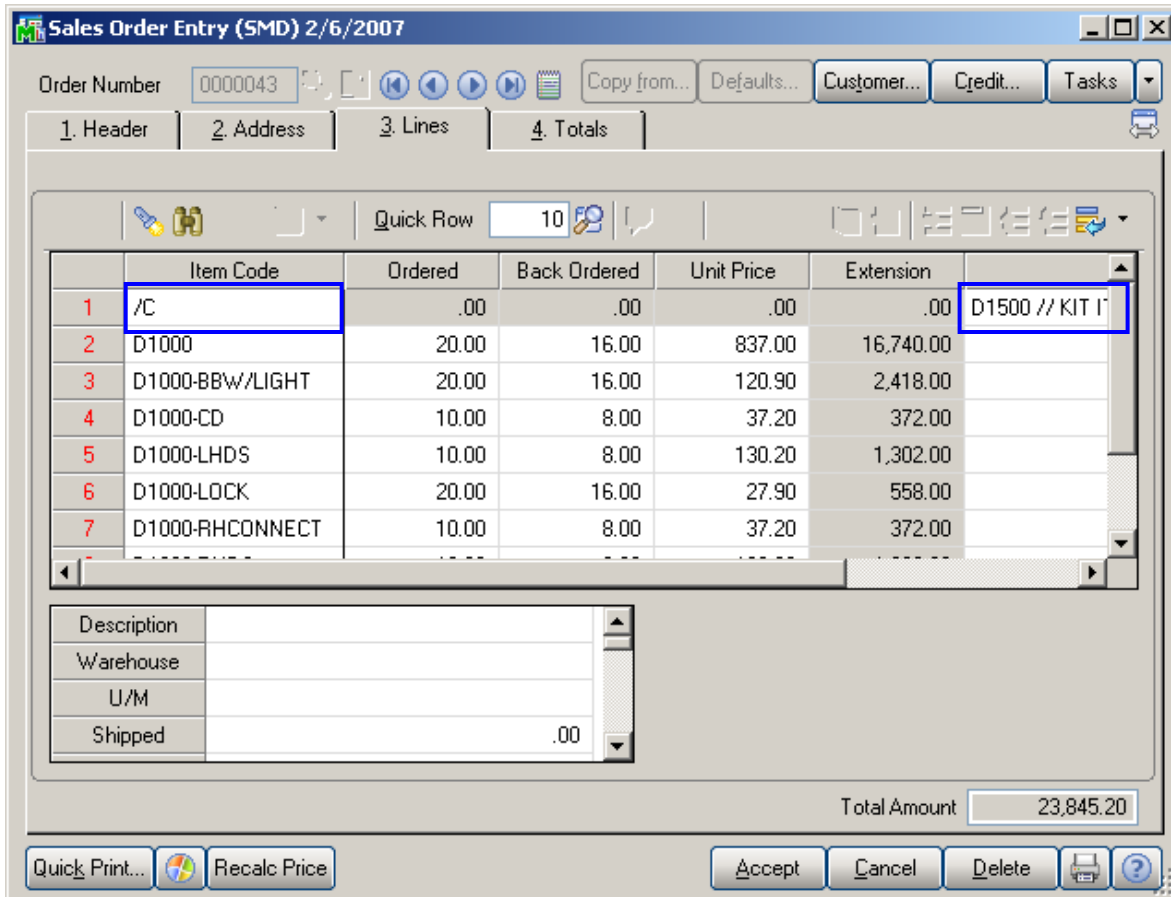 Sales Order Entry (SMD) 2/6/2007
Order Number 0000043 Copy from... Defaults... Customer... Credit... Tasks
1. Header 2. Address 3. Lines 4. Totals
Quick Row 10
Item Code Ordered Back Ordered Unit Price Extension
1 /C .00 .00 .00 .00 D1500 // KIT
2 D1000 20.00 16.00 837.00 16,740.00
3 D1000-BBW/LIGHT 20.00 16.00 120.90 2,418.00
4 D1000-CD 10.00 8.00 37.20 372.00
5 D1000-LHDS 10.00 8.00 130.20 1,302.00
6 D1000-LOCK 20.00 16.00 27.90 558.00
7 D1000-RHCONNECT 10.00 8.00 37.20 372.00
Description
Warehouse
U/M
Shipped .00
Total Amount 23,845.20
Quick Print... Recalc Price Accept Cancel Delete